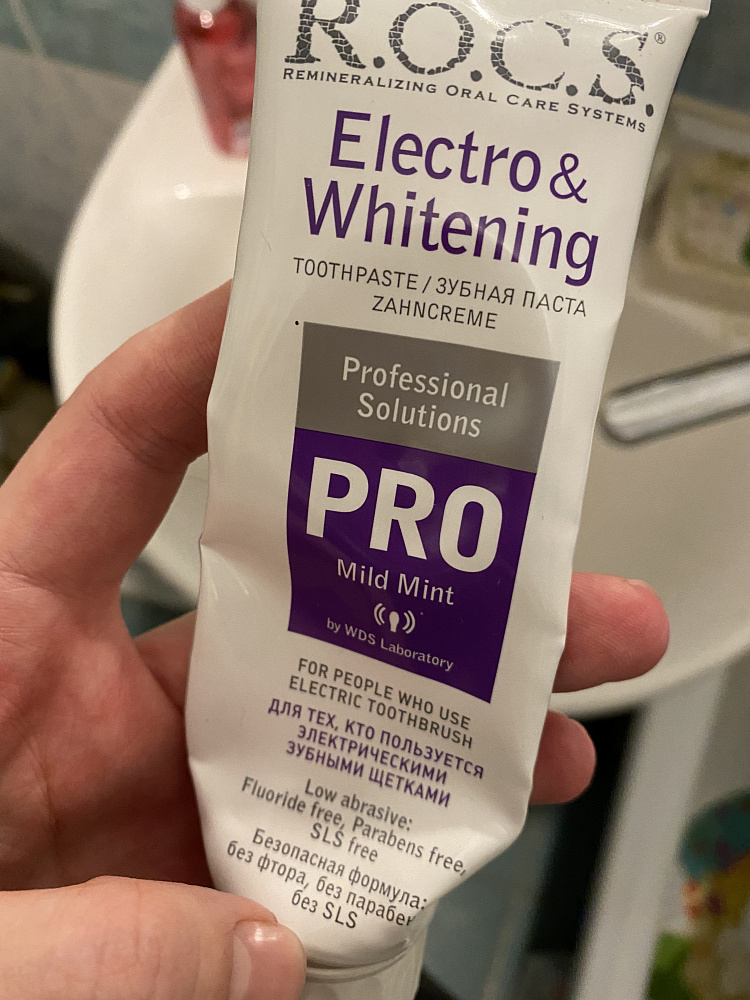 R.O.C.S.®
REMINERALIZING ORAL CARE SYSTEMS
Electro &
Whitening
TOOTHPASTE / ЗУБНАЯ ПАСТА
ZAHNCREME
Professional
Solutions
PRO
Mild Mint
by WDS Laboratory
FOR PEOPLE WHO USE
ELECTRIC TOOTHBRUSH
ДЛЯ ТЕХ, КТО ПОЛЬЗУЕТСЯ
ЭЛЕКТРИЧЕСКИМИ
ЗУБНЫМИ ЩЕТКАМИ
Low abrasive:
Fluoride free, Parabens free,
SLS free
Безопасная формула:
без фтора, без парабен
без SLS